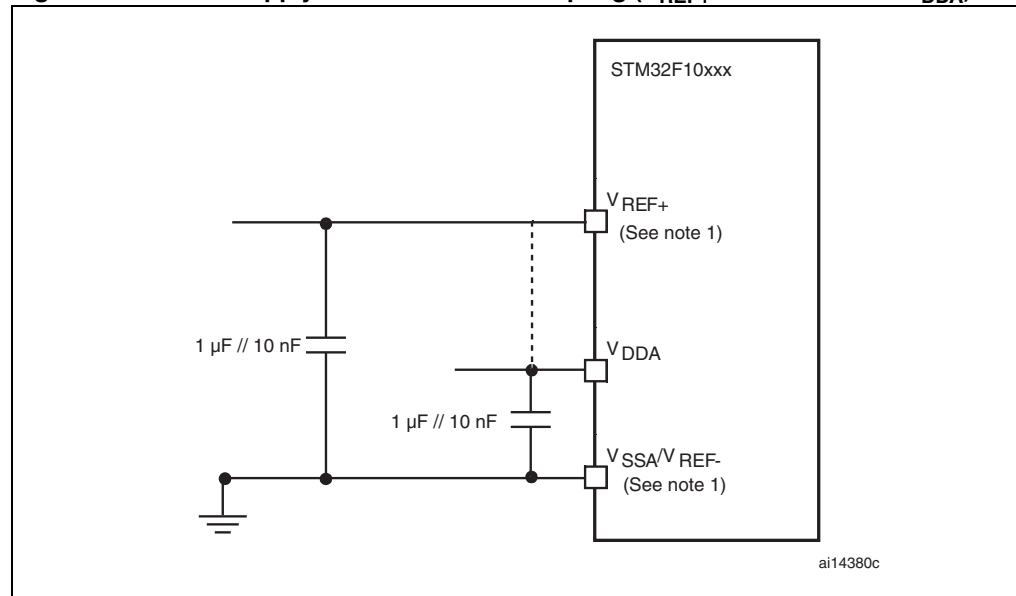 STM32F10xxx
VREF+
(See note 1)
1 µF // 10 nF
VDDA
1 µF // 10 nF
VSSA/VREF-
(See note 1)
ai14380c